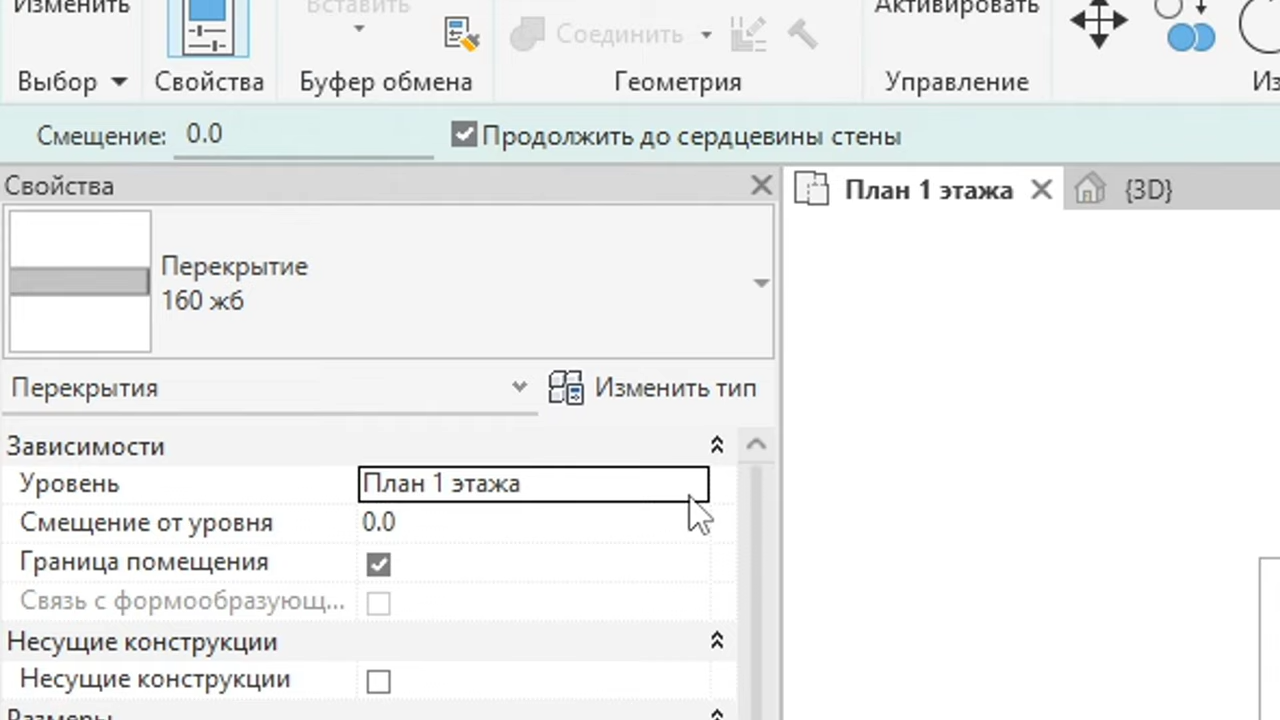 Изменить
Вставить
Активировать
Соединить
Выбор
Свойства
Буфер обмена
Геометрия
Управление
Смещение: 0.0
Продолжить до сердцевины стены
Свойства
План 1 этажа
{3D}
Перекрытие
160 жб
Перекрытия
Изменить тип
Зависимости
Уровень План 1 этажа
Смещение от уровня 0.0
Граница помещения
Связь с формообразующ...
Несущие конструкции
Несущие конструкции
Размеры